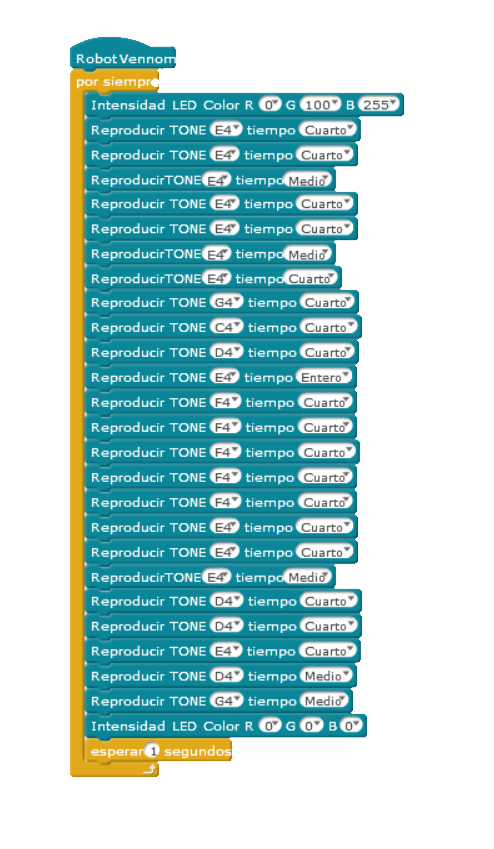 RobotVennom
por siempre
Intensidad LED Color R 0 G 100 B 255
Reproducir TONE E4 tiempo Cuarto
Reproducir TONE E4 tiempo Cuarto
ReproducirTONE E4 tiempo Medio
Reproducir TONE E4 tiempo Cuarto
Reproducir TONE E4 tiempo Cuarto
ReproducirTONE E4 tiempo Medio
ReproducirTONE E4 tiempo Cuarto
Reproducir TONE G4 tiempo Cuarto
Reproducir TONE C4 tiempo Cuarto
Reproducir TONE D4 tiempo Cuarto
Reproducir TONE E4 tiempo Entero
Reproducir TONE F4 tiempo Cuarto
Reproducir TONE F4 tiempo Cuarto
Reproducir TONE F4 tiempo Cuarto
Reproducir TONE F4 tiempo Cuarto
Reproducir TONE F4 tiempo Cuarto
Reproducir TONE E4 tiempo Cuarto
Reproducir TONE E4 tiempo Cuarto
ReproducirTONE E4 tiempo Medio
Reproducir TONE D4 tiempo Cuarto
Reproducir TONE D4 tiempo Cuarto
Reproducir TONE E4 tiempo Cuarto
Reproducir TONE D4 tiempo Medio
Reproducir TONE G4 tiempo Medio
Intensidad LED Color R 0 G 0 B 0
esperar 1 segundos